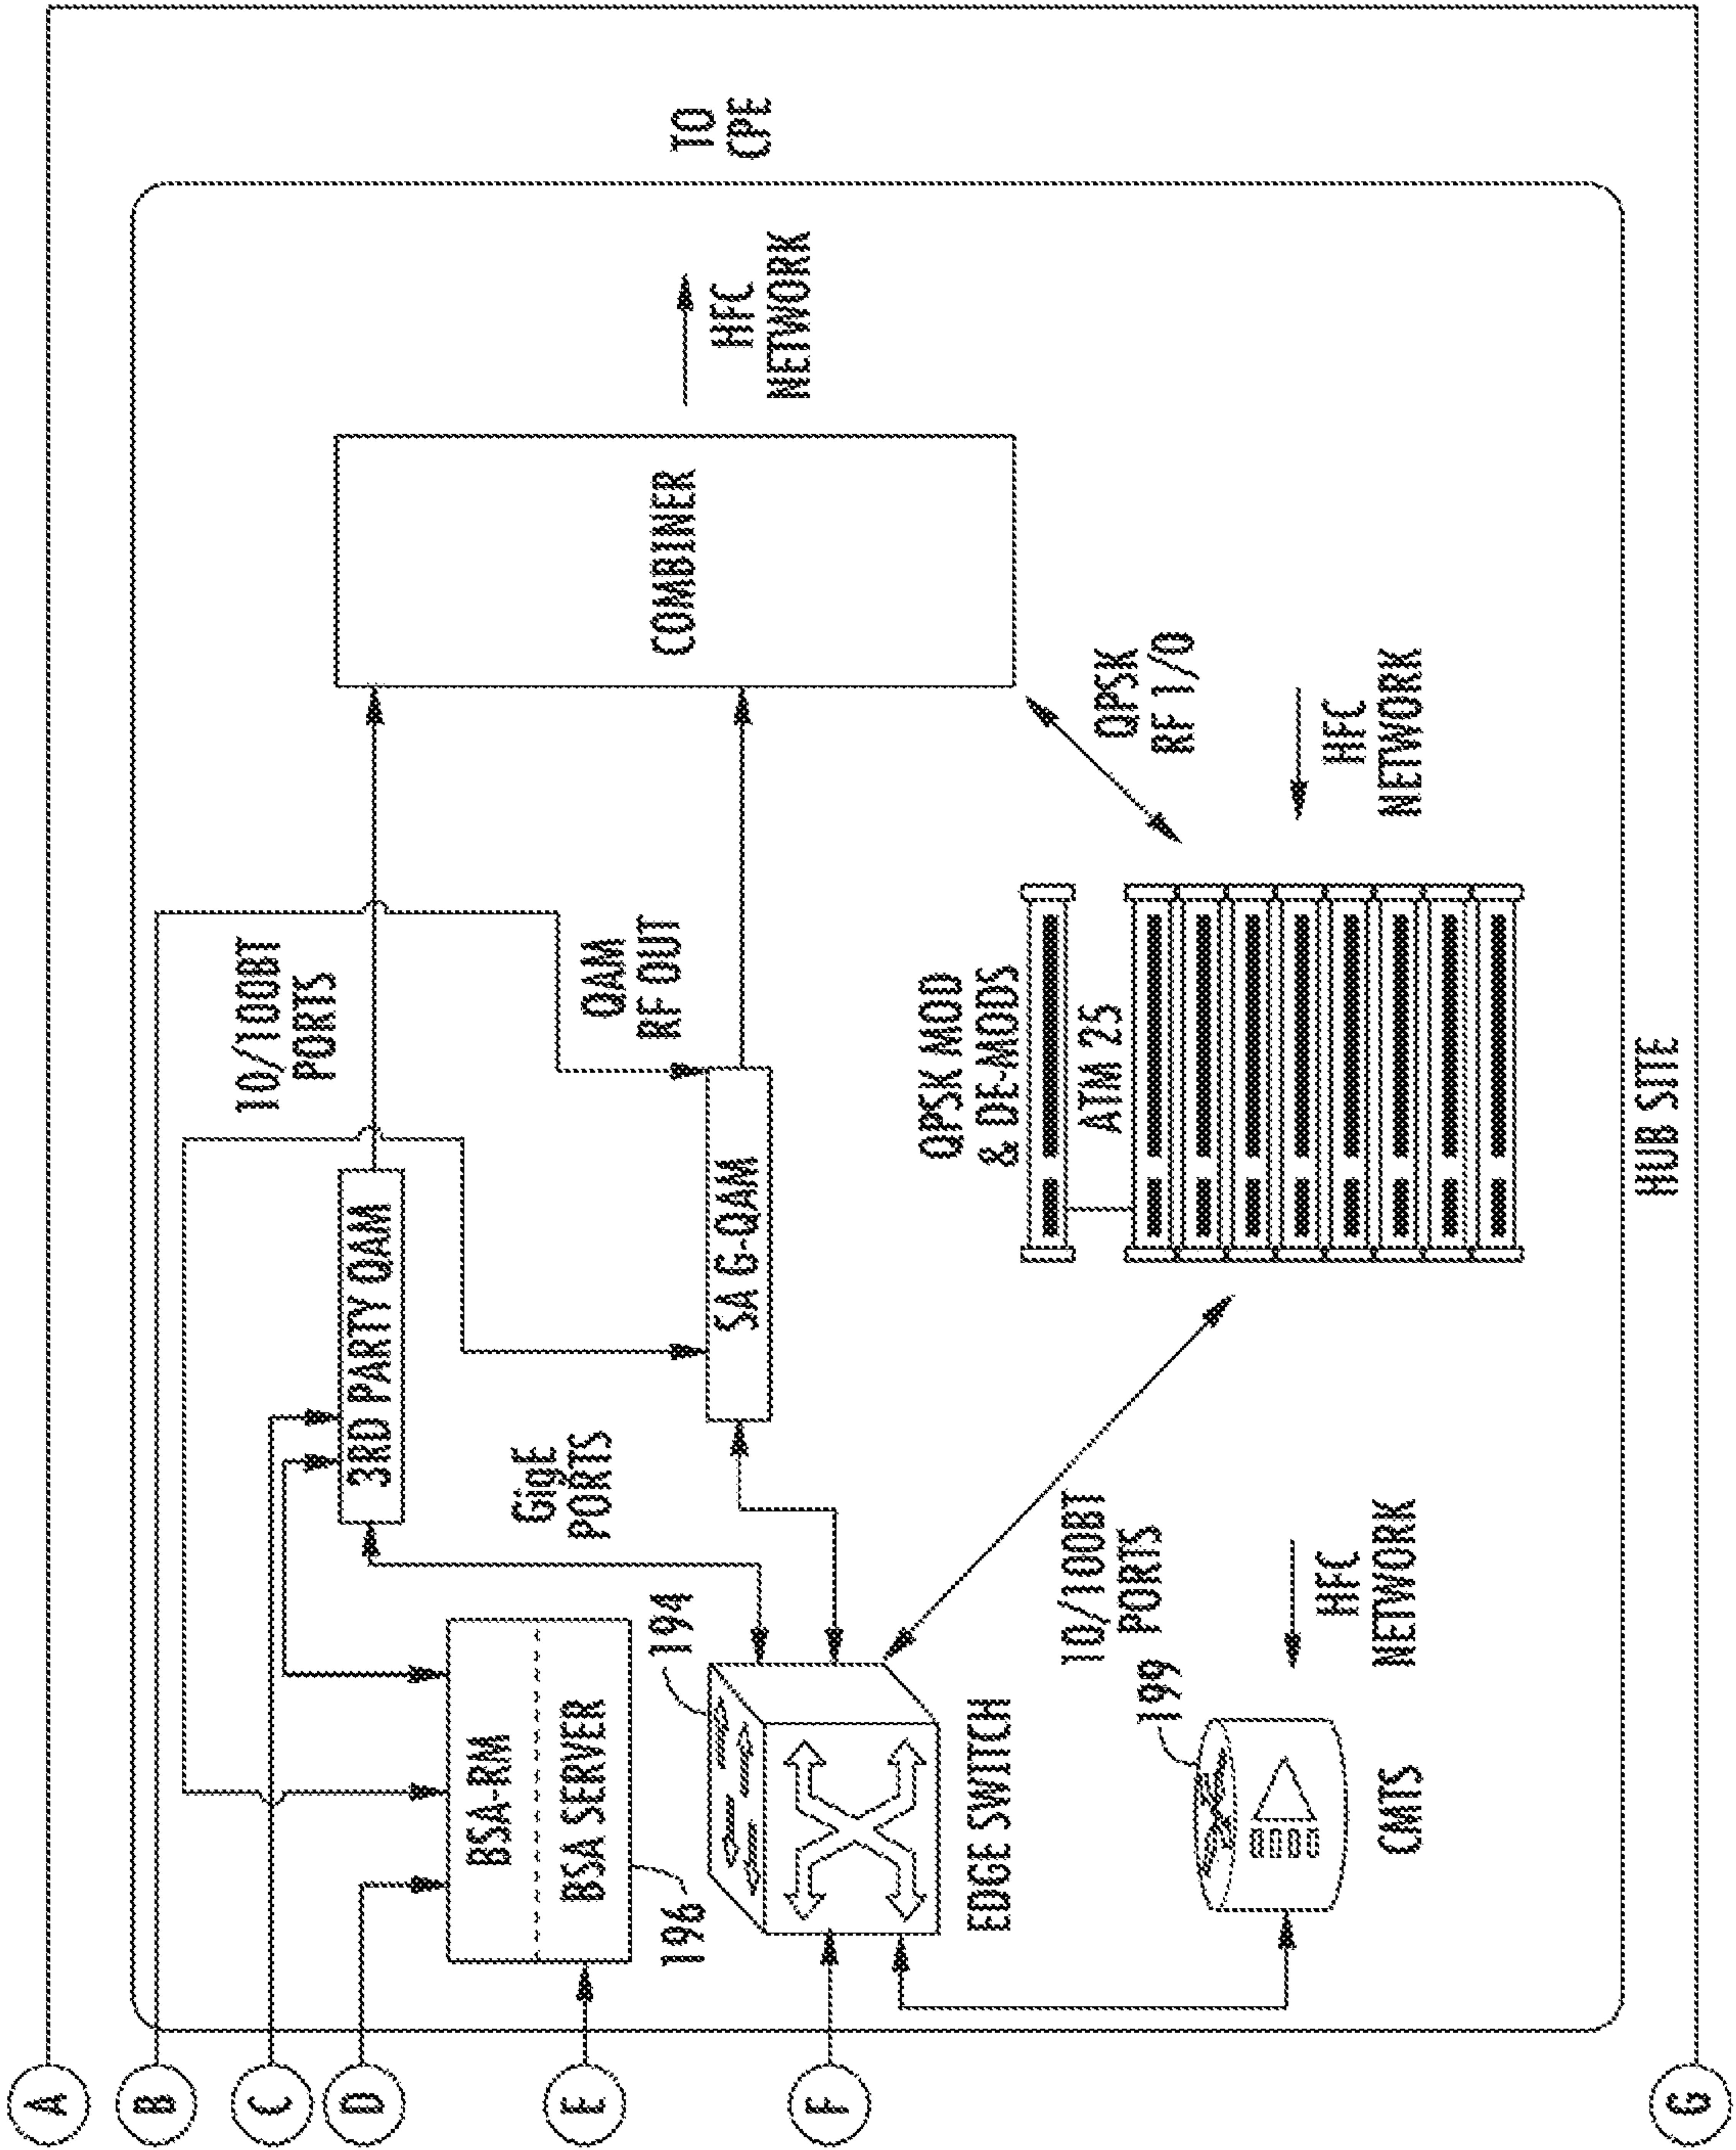 A
B
C
D
E
F
G
10/100BT
PORTS
3RD PARTY QAM
BSA-RM
BSA SERVER
196
194
GigE
PORTS
QAM
RF OUT
SA G-QAM
COMBINER
HFC
NETWORK
TO
CPE
EDGE SWITCH
10/100BT
PORTS
199
CMTS
HFC
NETWORK
QPSK MOD
& DE-MODS
ATM 25
QPSK
RF 1/0
HFC
NETWORK
HUB SITE